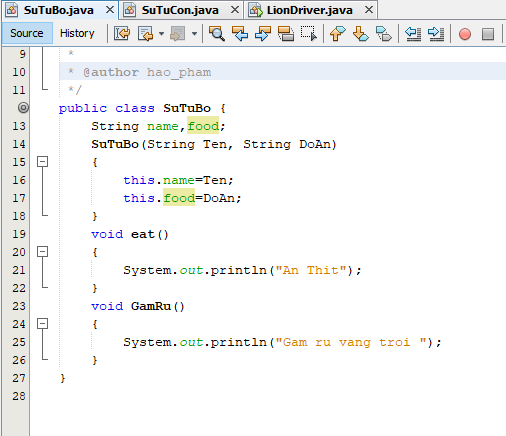 SuTuBo.java SuTuCon.java LionDriver.java
Source History
9 *
10 * @author hao_pham
11 */
public class SuTuBo {
13 String name,food;
14 SuTuBo(String Ten, String DoAn)
15 {
16 this.name=Ten;
17 this.food=DoAn;
18 }
19 void eat()
20 {
21 System.out.println("An Thit");
22 }
23 void GamRu()
24 {
25 System.out.println("Gam ru vang troi ");
26 }
27 }
28